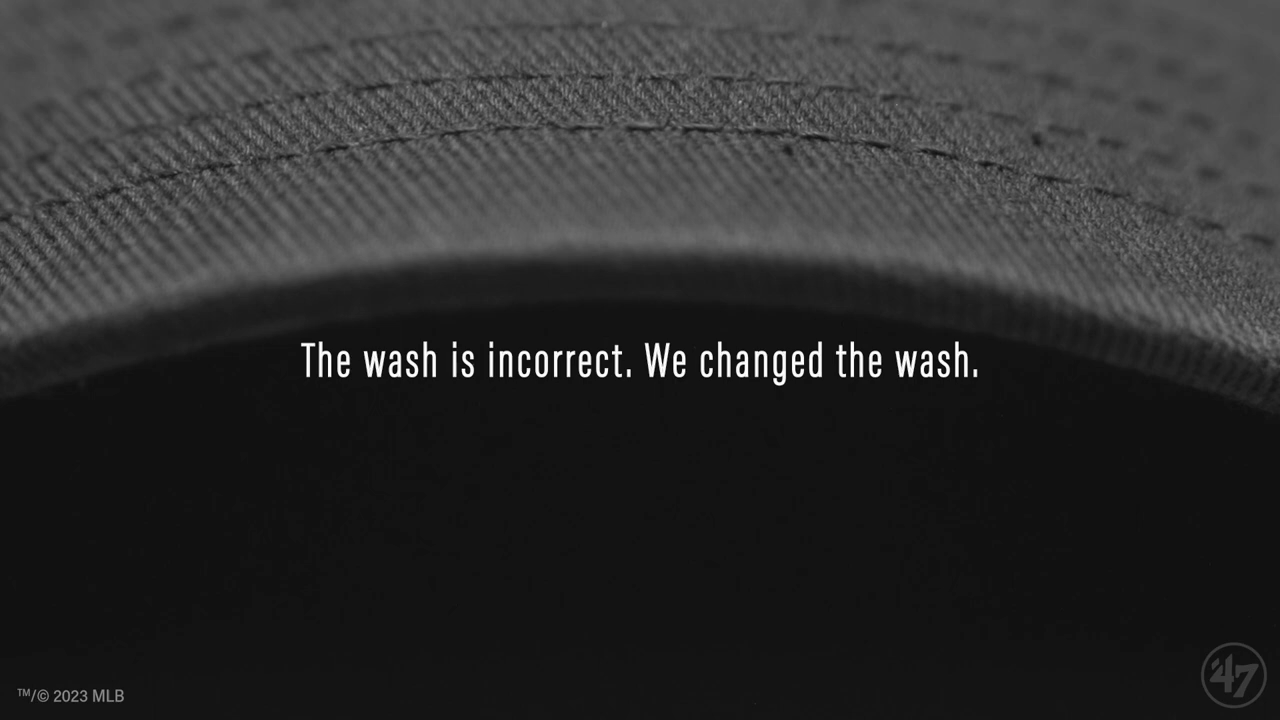 The wash is incorrect. We changed the wash.
™/© 2023 MLB
'47